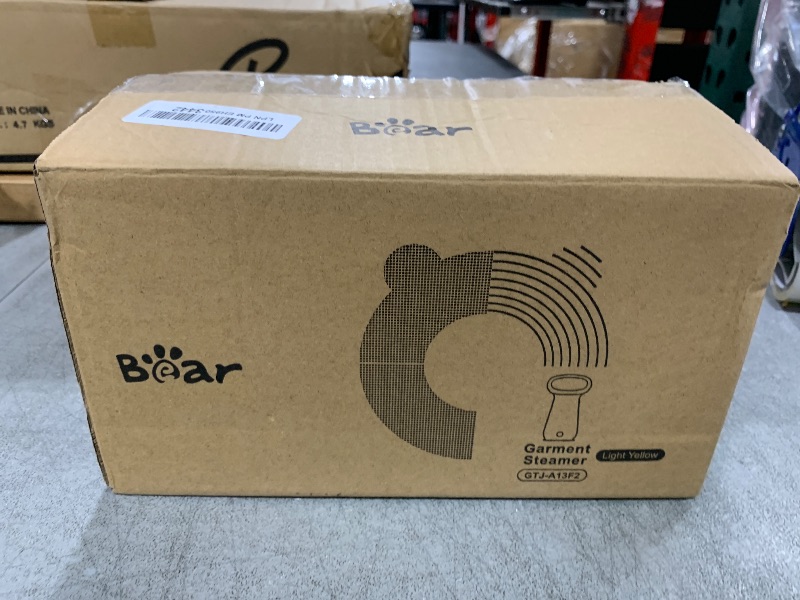 E IN CHINA
: 4.7 KGS
Bear
Bear
Garment
Steamer
Light Yellow
GTJ-A13F2